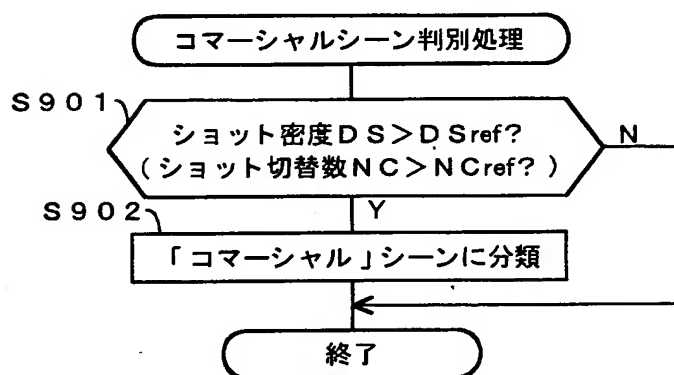 コマーシャルシーン判別処理
S901
ショット密度DS>DSref?
(ショット切替数NC>NCref?)
N
S902
Y
「コマーシャル」シーンに分類
終了